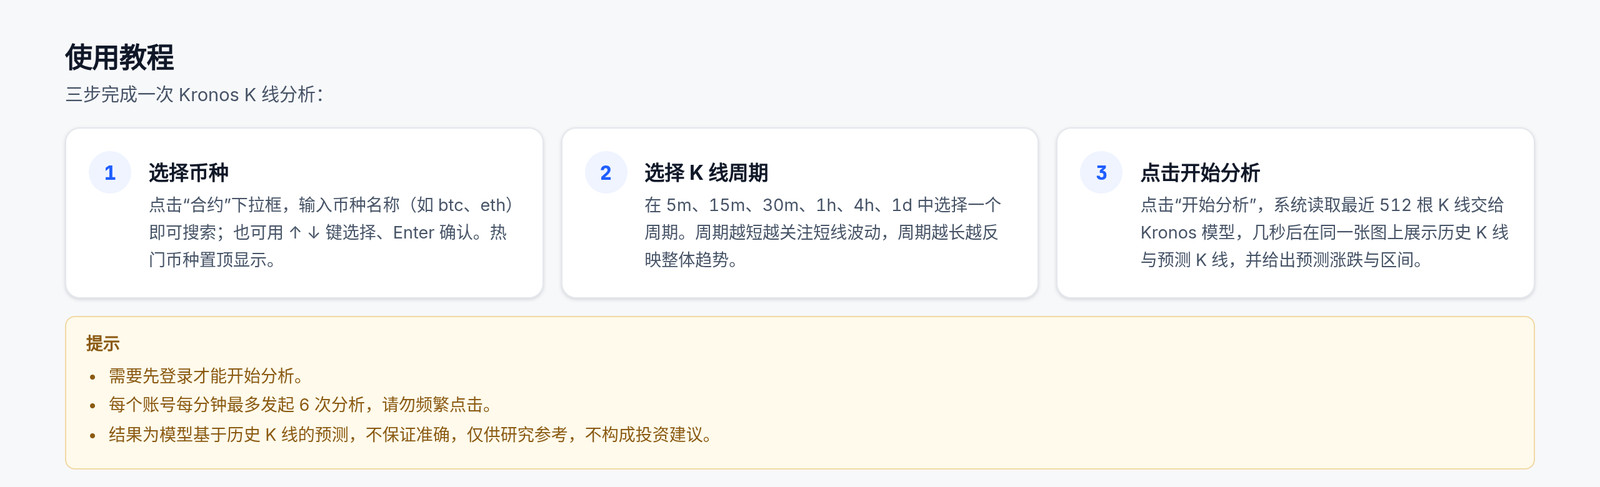 使用教程
三步完成一次 Kronos K 线分析：
1
选择币种
点击“合约”下拉框，输入币种名称（如 btc、eth）
即可搜索；也可用 ↑ ↓ 键选择、Enter 确认。热
门币种置顶显示。
2
选择 K 线周期
在 5m、15m、30m、1h、4h、1d 中选择一个
周期。周期越短越关注短线波动，周期越长越反
映整体趋势。
3
点击开始分析
点击“开始分析”，系统读取最近 512 根 K 线交给
Kronos 模型，几秒后在同一张图上展示历史 K 线
与预测 K 线，并给出预测涨跌与区间。
提示
• 需要先登录才能开始分析。
• 每个账号每分钟最多发起 6 次分析，请勿频繁点击。
• 结果为模型基于历史 K 线的预测，不保证准确，仅供研究参考，不构成投资建议。